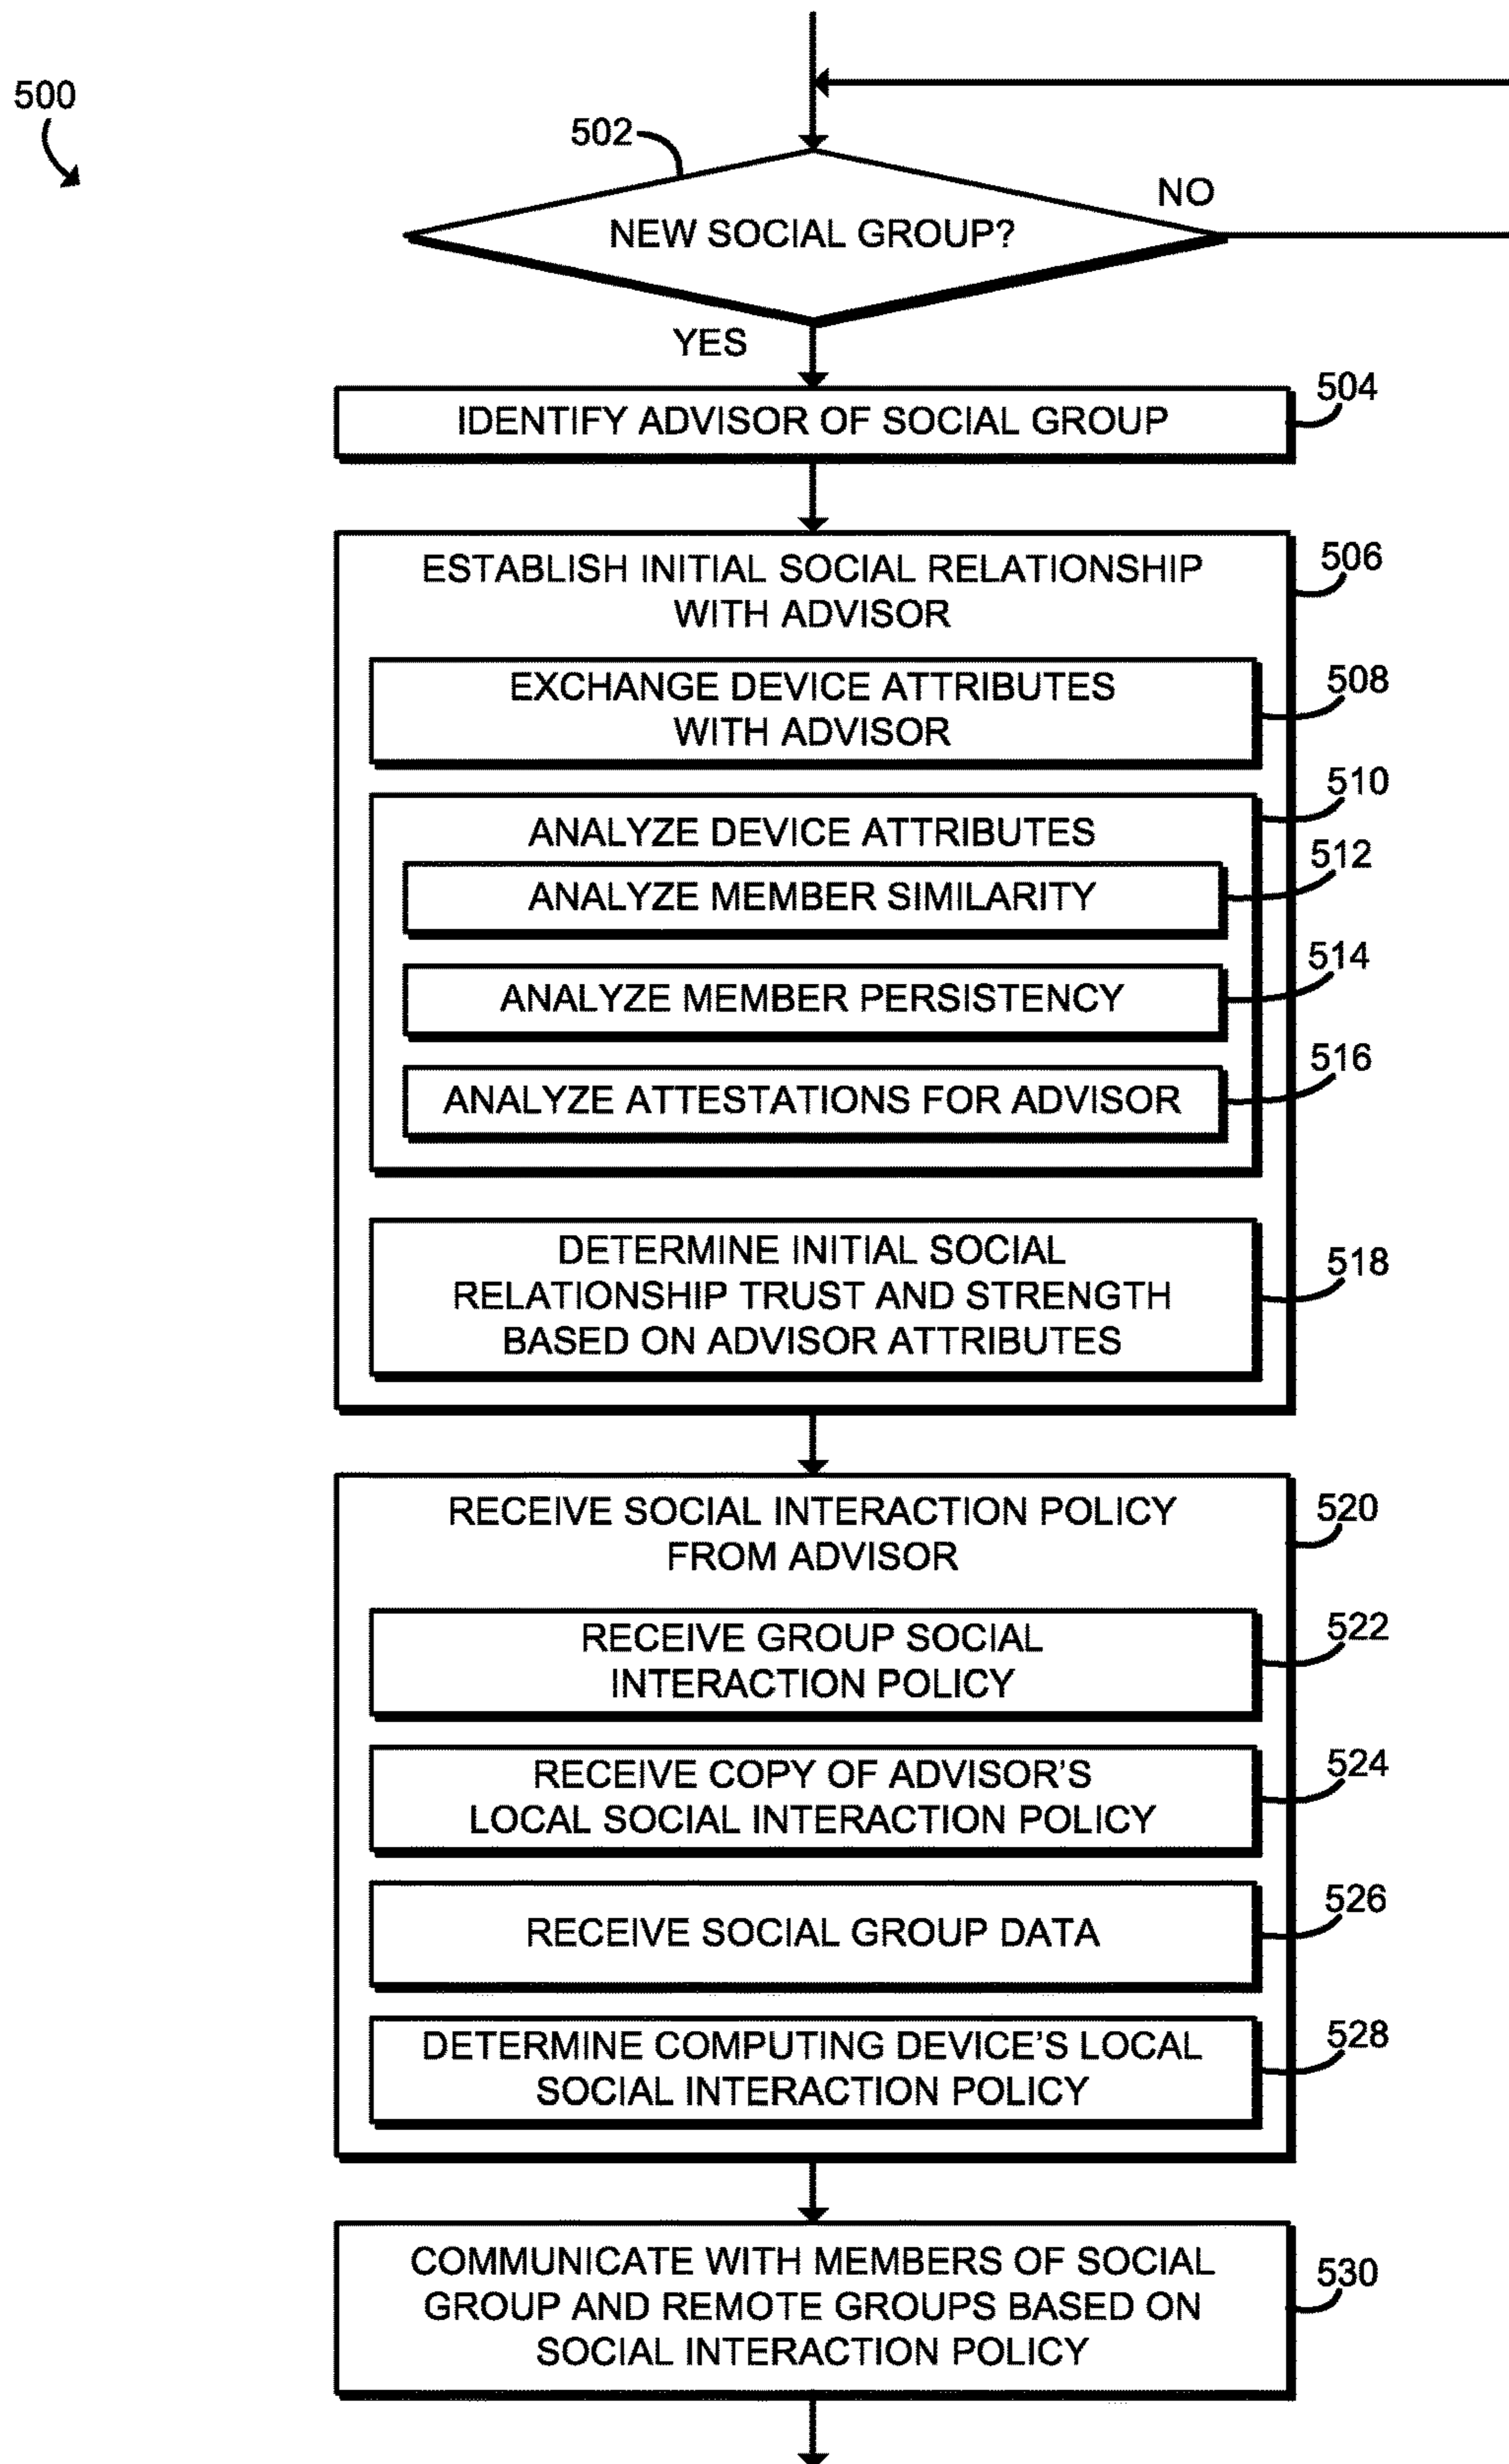 500
502
NEW SOCIAL GROUP?
NO
YES
IDENTIFY ADVISOR OF SOCIAL GROUP
504
ESTABLISH INITIAL SOCIAL RELATIONSHIP
WITH ADVISOR
506
EXCHANGE DEVICE ATTRIBUTES
WITH ADVISOR
508
ANALYZE DEVICE ATTRIBUTES
510
ANALYZE MEMBER SIMILARITY
512
ANALYZE MEMBER PERSISTENCY
514
ANALYZE ATTESTATIONS FOR ADVISOR
516
DETERMINE INITIAL SOCIAL
RELATIONSHIP TRUST AND STRENGTH
BASED ON ADVISOR ATTRIBUTES
518
RECEIVE SOCIAL INTERACTION POLICY
FROM ADVISOR
520
RECEIVE GROUP SOCIAL
INTERACTION POLICY
522
RECEIVE COPY OF ADVISOR'S
LOCAL SOCIAL INTERACTION POLICY
524
RECEIVE SOCIAL GROUP DATA
526
DETERMINE COMPUTING DEVICE'S LOCAL
SOCIAL INTERACTION POLICY
528
COMMUNICATE WITH MEMBERS OF SOCIAL
GROUP AND REMOTE GROUPS BASED ON
SOCIAL INTERACTION POLICY
530